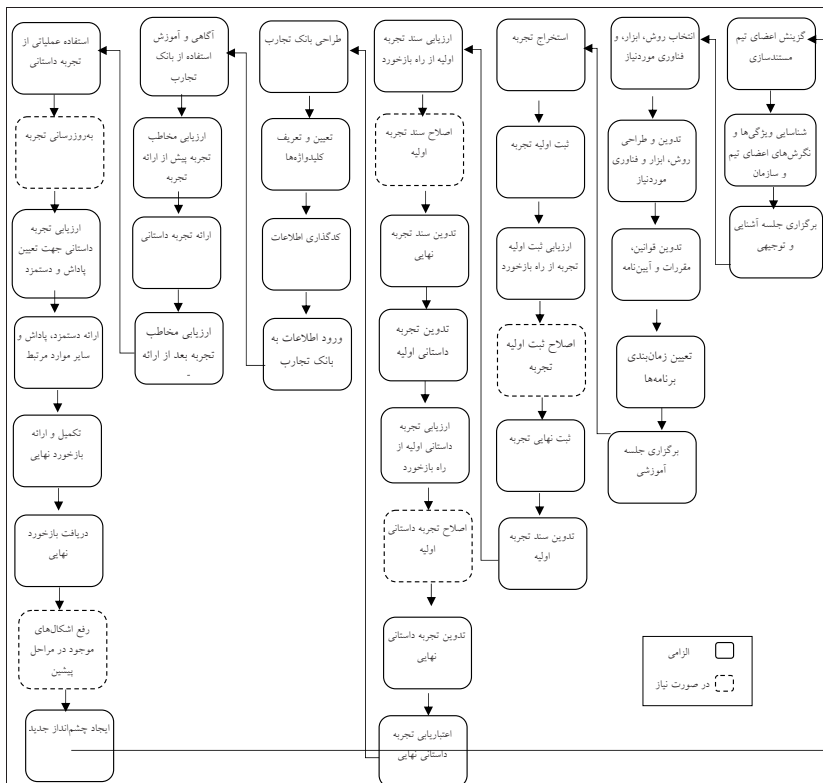 گزینش اعضای تیم
مستندسازی
شناسایی ویژگی‌ها و
نگرش‌های اعضای تیم
و سازمان
برگزاری جلسه آشنایی
و توجیهی
انتخاب روش، ابزار، و
فناوری موردنیاز
تدوین و طراحی
روش، ابزار و فناوری
موردنیاز
تدوین قوانین،
مقررات و آیین‌نامه
تعیین زمان‌بندی
برنامه‌ها
برگزاری جلسه
آموزشی
استخراج تجربه
ثبت اولیه تجربه
ارزیابی ثبت اولیه
تجربه از راه بازخورد
اصلاح ثبت اولیه
تجربه
ثبت نهایی تجربه
تدوین سند تجربه
اولیه
ارزیابی سند تجربه
اولیه از راه بازخورد
اصلاح سند تجربه
اولیه
تدوین سند تجربه
نهایی
تدوین تجربه
داستانی اولیه
ارزیابی تجربه
داستانی اولیه از
راه بازخورد
اصلاح تجربه داستانی
اولیه
تدوین تجربه داستانی
نهایی
اعتباریابی تجربه
داستانی نهایی
طراحی بانک تجارب
تعیین و تعریف
کلیدواژه‌ها
کدگذاری اطلاعات
ورود اطلاعات به
بانک تجارب
آگاهی و آموزش
استفاده از بانک
تجارب
ارزیابی مخاطب
تجربه پیش از ارائه
تجربه
ارائه تجربه داستانی
ارزیابی مخاطب
تجربه بعد از ارائه
استفاده عملیاتی از
تجربه داستانی
به‌روزرسانی تجربه
ارزیابی تجربه
داستانی جهت تعیین
پاداش و دستمزد
ارائه دستمزد، پاداش و
سایر موارد مرتبط
تکمیل و ارائه
بازخورد نهایی
دریافت بازخورد
نهایی
رفع اشکال‌های
موجود در مراحل
پیشین
ایجاد چشم‌انداز جدید
الزامی
در صورت نیاز